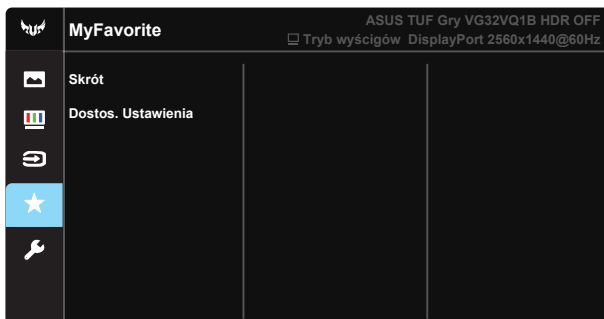 MyFavorite
ASUS TUF Gry VG32VQ1B HDR OFF
Tryb wyścigów DisplayPort 2560x1440@60Hz
Skrót
Dostos. Ustawienia